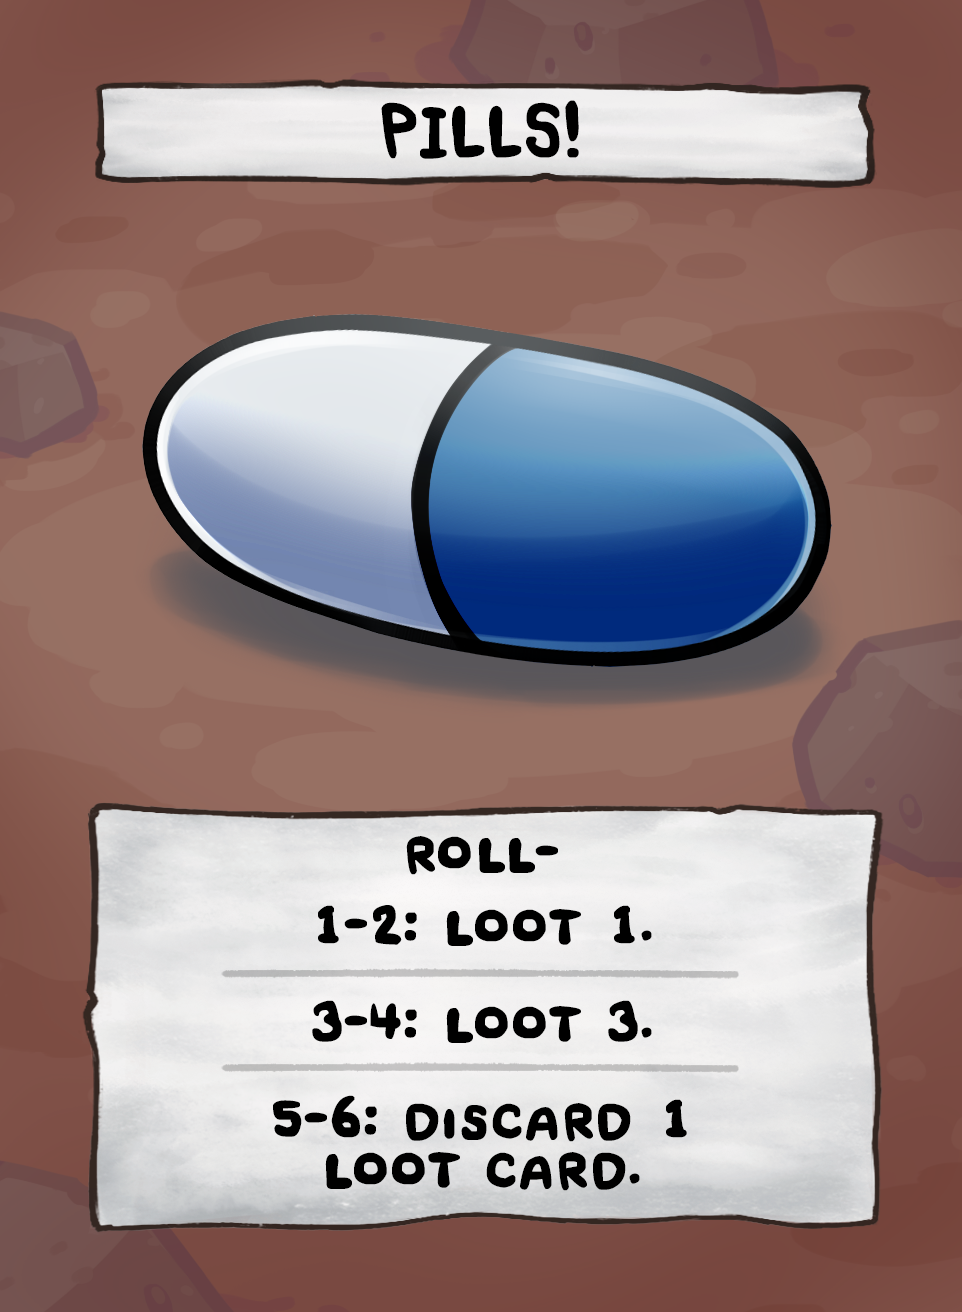 PILLS!
ROLL-
1-2: LOOT 1.
3-4: LOOT 3.
5-6: DISCARD 1
LOOT CARD.